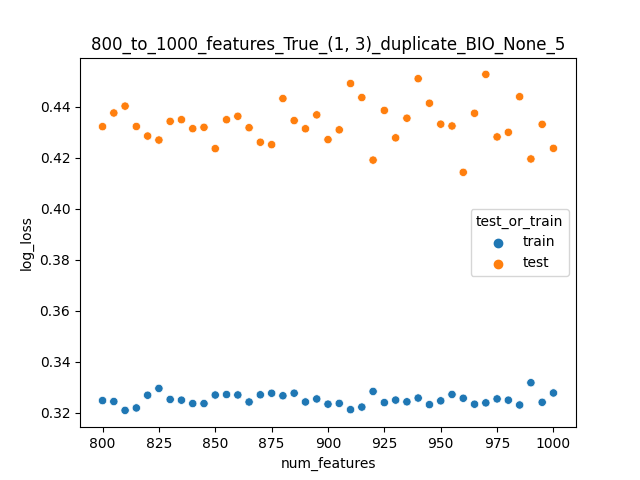 800_to_1000_features_True_(1, 3)_duplicate_BIO_None_5
log_loss
0.44
0.42
0.40
0.38
0.36
0.34
0.32
test_or_train
train
test
800 825 850 875 900 925 950 975 1000
num_features